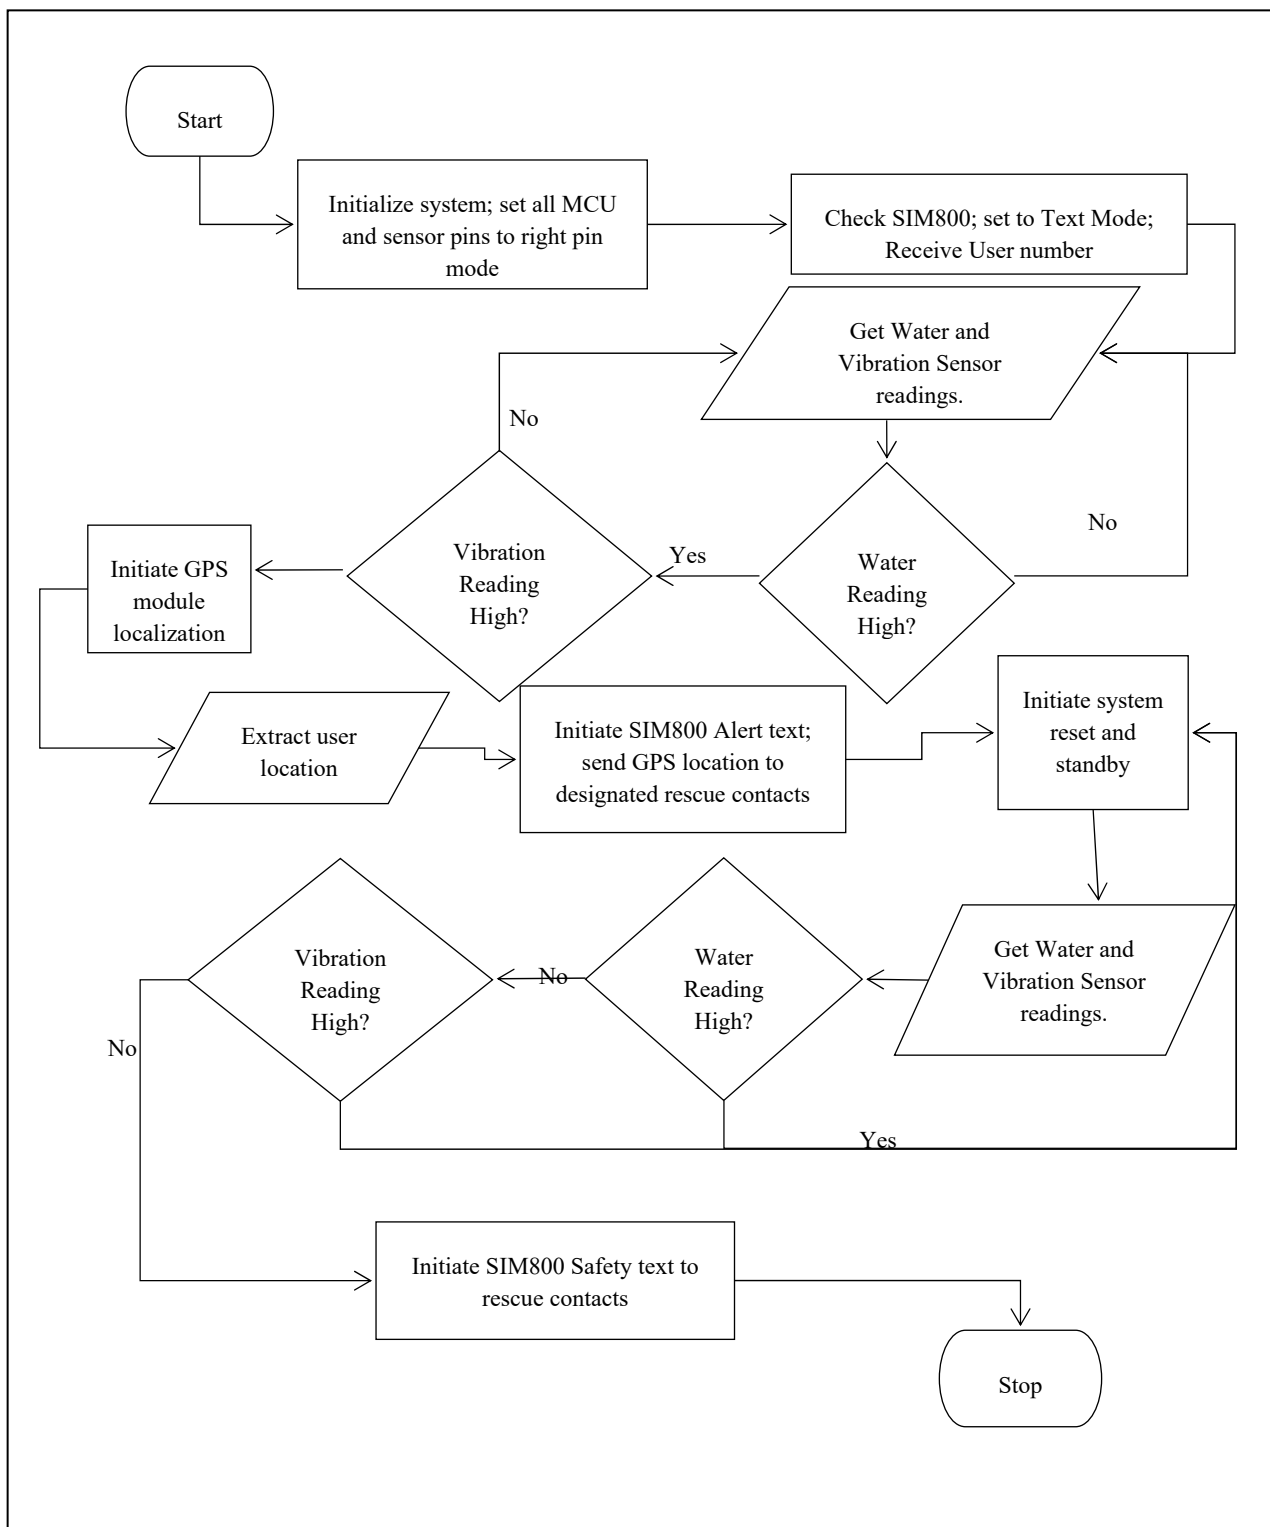 Start
Initialize system; set all MCU
and sensor pins to right pin
mode
Check SIM800; set to Text Mode;
Receive User number
Get Water and
Vibration Sensor
readings.
No
Vibration
Reading
High?
Yes
Water
Reading
High?
No
Initiate GPS
module
localization
Extract user
location
Initiate SIM800 Alert text;
send GPS location to
designated rescue contacts
Initiate system
reset and
standby
Get Water and
Vibration Sensor
readings.
Water
Reading
High?
No
Vibration
Reading
High?
No
Yes
Initiate SIM800 Safety text to
rescue contacts
Stop